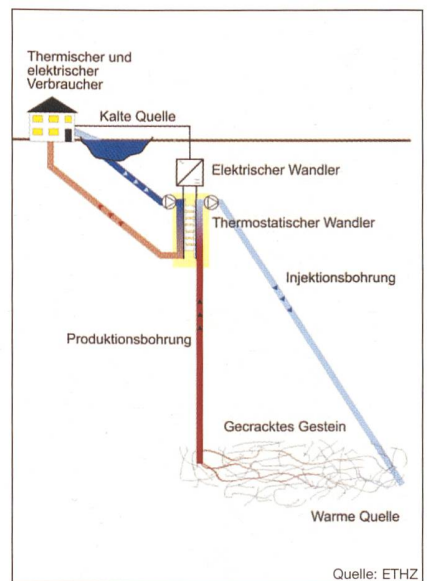 Thermischer und
elektrischer
Verbraucher
Kalte Quelle
Elektrischer Wandler
Thermostatischer Wandler
Injektionsbohrung
Produktionsbohrung
Gecracktes Gestein
Warme Quelle
Quelle: ETHZ